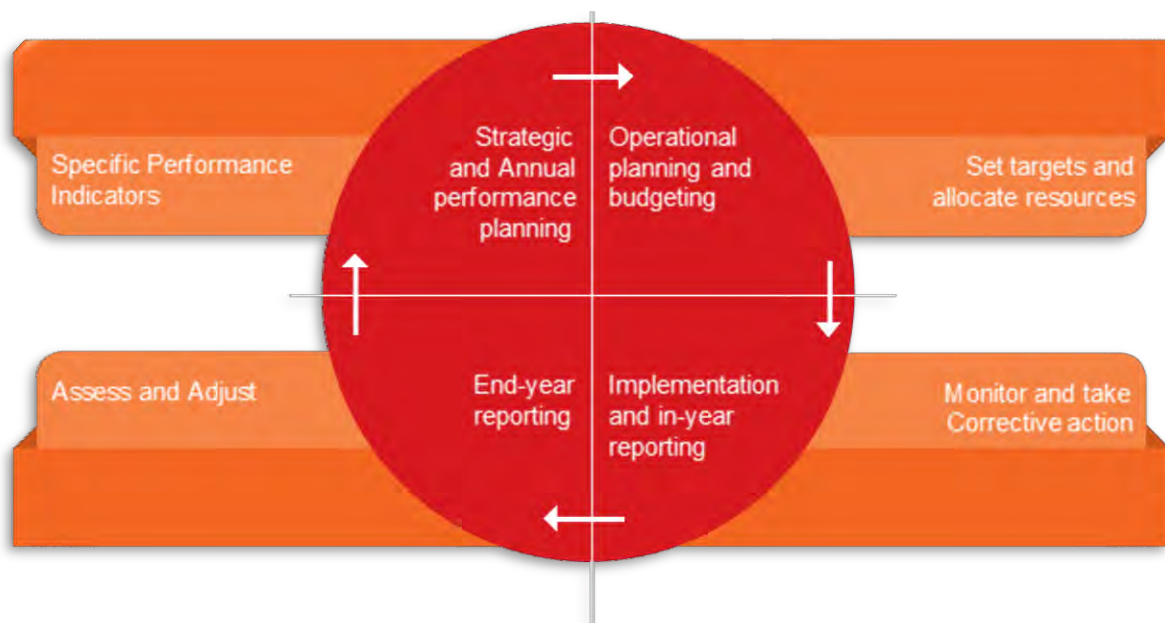 Specific Performance
Indicators
Strategic
and Annual
performance
planning
Operational
planning and
budgeting
Set targets and
allocate resources
Assess and Adjust
End-year
reporting
Implementation
and in-year
reporting
Monitor and take
Corrective action